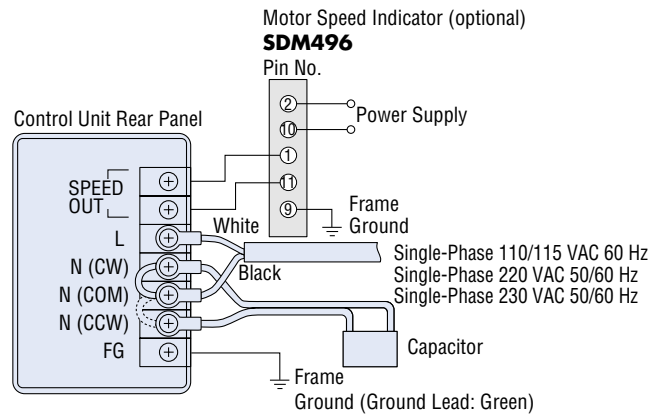 Motor Speed Indicator (optional)
SDM496
Pin No.
2
Power Supply
10
Control Unit Rear Panel
1
SPEED
OUT
11
Frame
Ground
9
White
L
Single-Phase 110/115 VAC 60 Hz
N (CW)
Black
Single-Phase 220 VAC 50/60 Hz
N (COM)
Single-Phase 230 VAC 50/60 Hz
N (CCW)
Capacitor
FG
Frame
Ground (Ground Lead: Green)